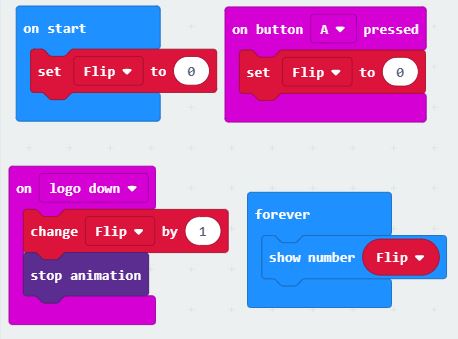 on start
set Flip to 0
on button A pressed
set Flip to 0
on logo down
change Flip by 1
stop animation
forever
show number Flip